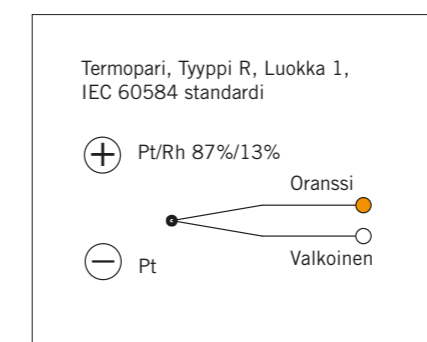 Termopari, Tyyppi R, Luokka 1,
IEC 60584 standardi
+ Pt/Rh 87%/13%
Oranssi
− Pt
Valkoinen